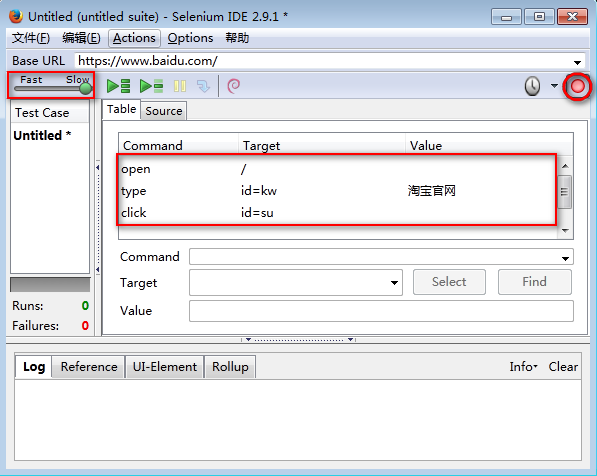 Untitled (untitled suite) - Selenium IDE 2.9.1 *
文件(F) 编辑(E) Actions Options 帮助
Base URL https://www.baidu.com/
Fast Slow
Test Case
Untitled *
Table Source
Command Target Value
open /
type id=kw 淘宝官网
click id=su
Command
Target Select Find
Value
Runs: 0
Failures: 0
Log Reference UI-Element Rollup Info Clear